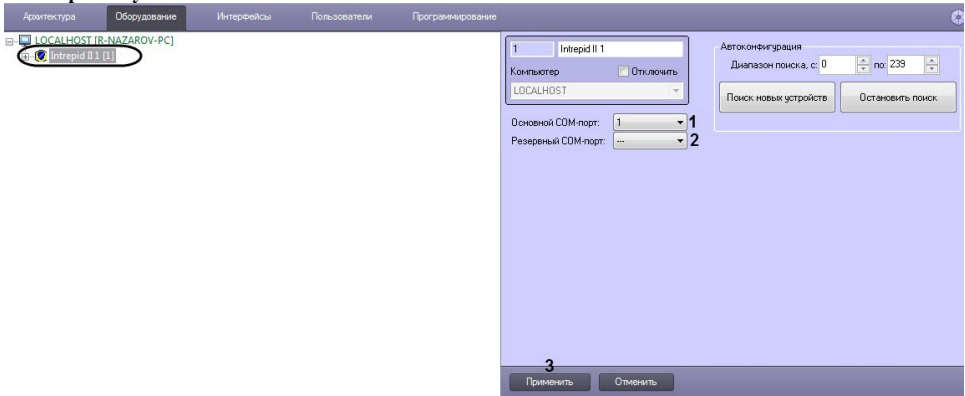 Архитектура Оборудование Интерфейсы Пользователи Программирование
LOCALHOST [R-NAZAROV-PC]
Intrepid II 1 [1]
1 Intrepid II 1
Компьютер Отключить
LOCALHOST
Основной COM-порт: 1 1
Резервный COM-порт: --- 2
Автоконфигурация
Диапазон поиска, с: 0 по: 239
Поиск новых устройств Остановить поиск
3
Применить Отменить